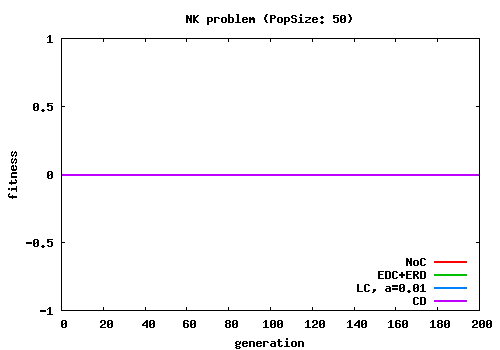 NK problem (PopSize: 50)
1
0.5
0
-0.5
-1
fitness
NoC
EDC+ERD
LC, a=0.01
CD
0 20 40 60 80 100 120 140 160 180 200
generation